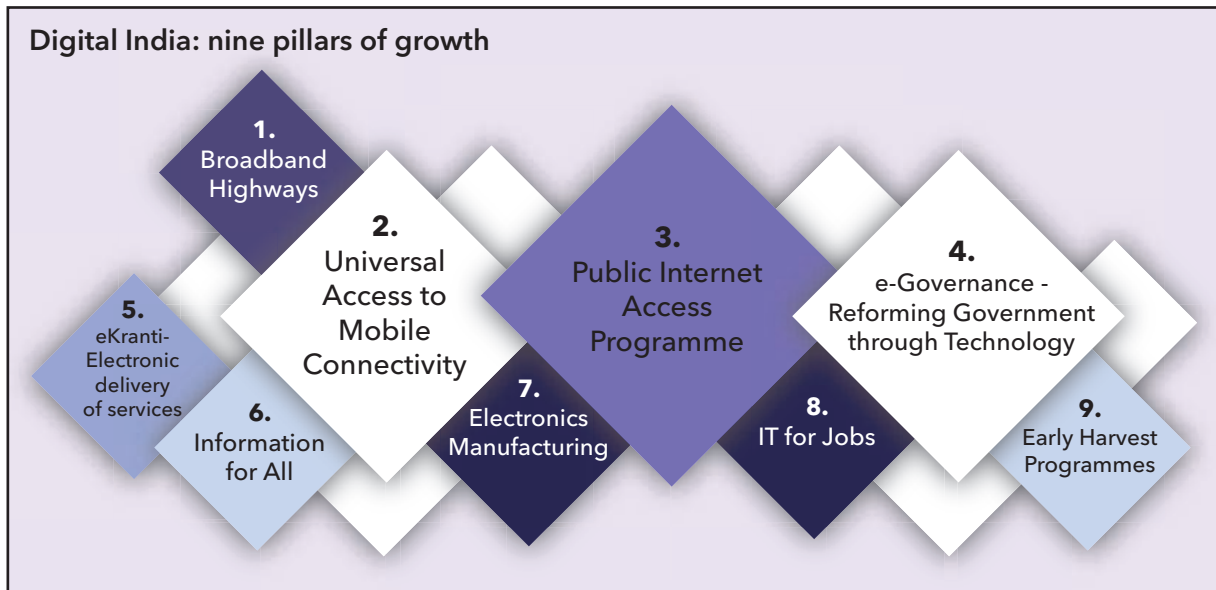 Digital India: nine pillars of growth
1.
Broadband
Highways
2.
Universal
Access to
Mobile
Connectivity
3.
Public Internet
Access
Programme
4.
e-Governance -
Reforming Government
through Technology
5.
eKranti-
Electronic
delivery
of services
6.
Information
for All
7.
Electronics
Manufacturing
8.
IT for Jobs
9.
Early Harvest
Programmes